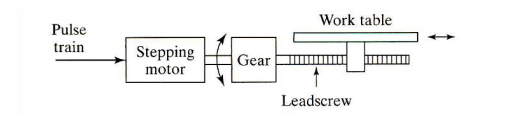 Pulse
train
Stepping
motor
Gear
Work table
Leadscrew